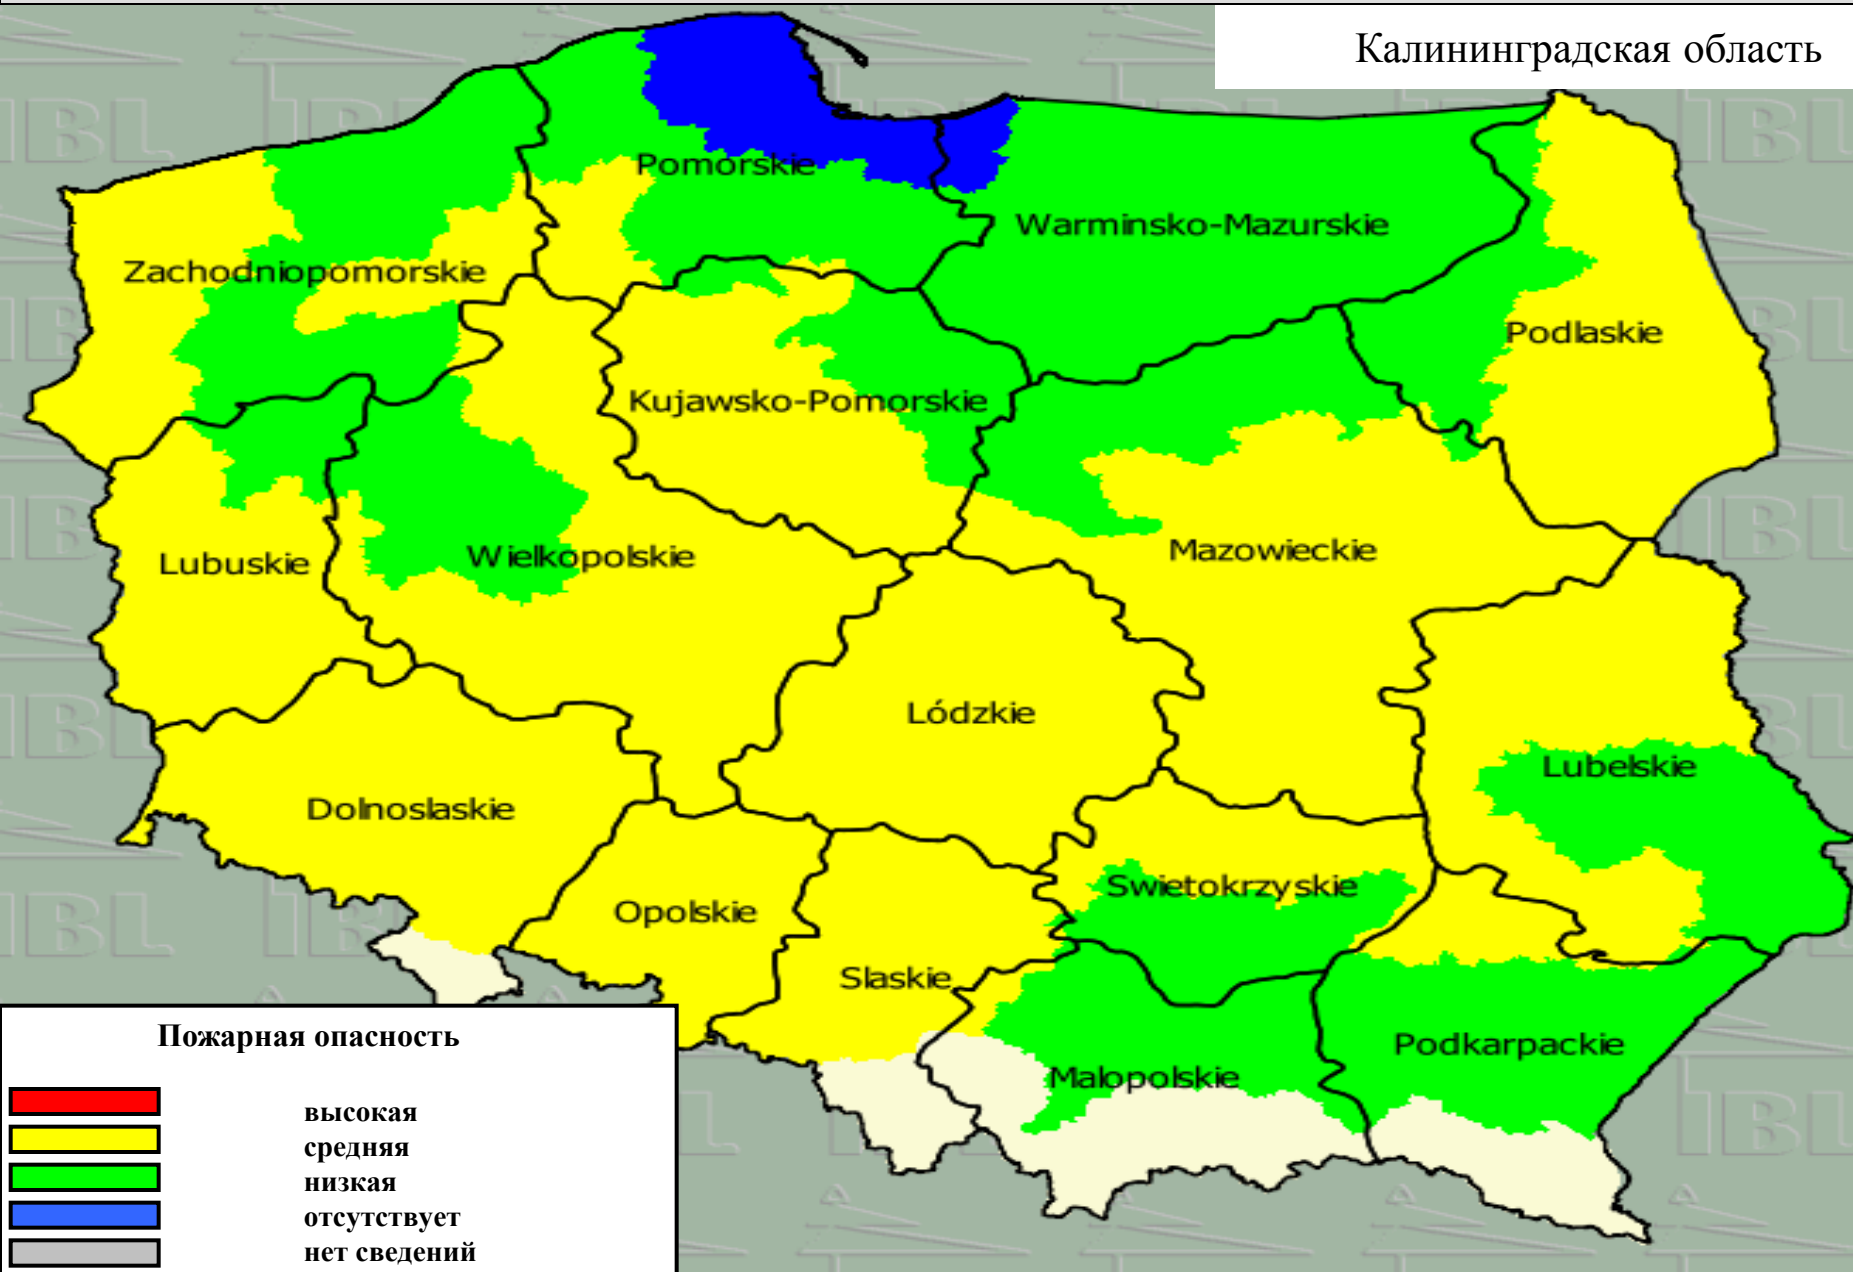 Калининградская область
Pomorskie
Warminsko-Mazurskie
Zachodniopomorskie
Podlaskie
Kujawsko-Pomorskie
Mazowieckie
Wielkopolskie
Lubuskie
Lódzkie
Lubelskie
Dolnoslaskie
Swietokrzyskie
Opolskie
Slaskie
Podkarpackie
Malopolskie
Пожарная опасность
высокая
средняя
низкая
отсутствует
нет сведений
IBL